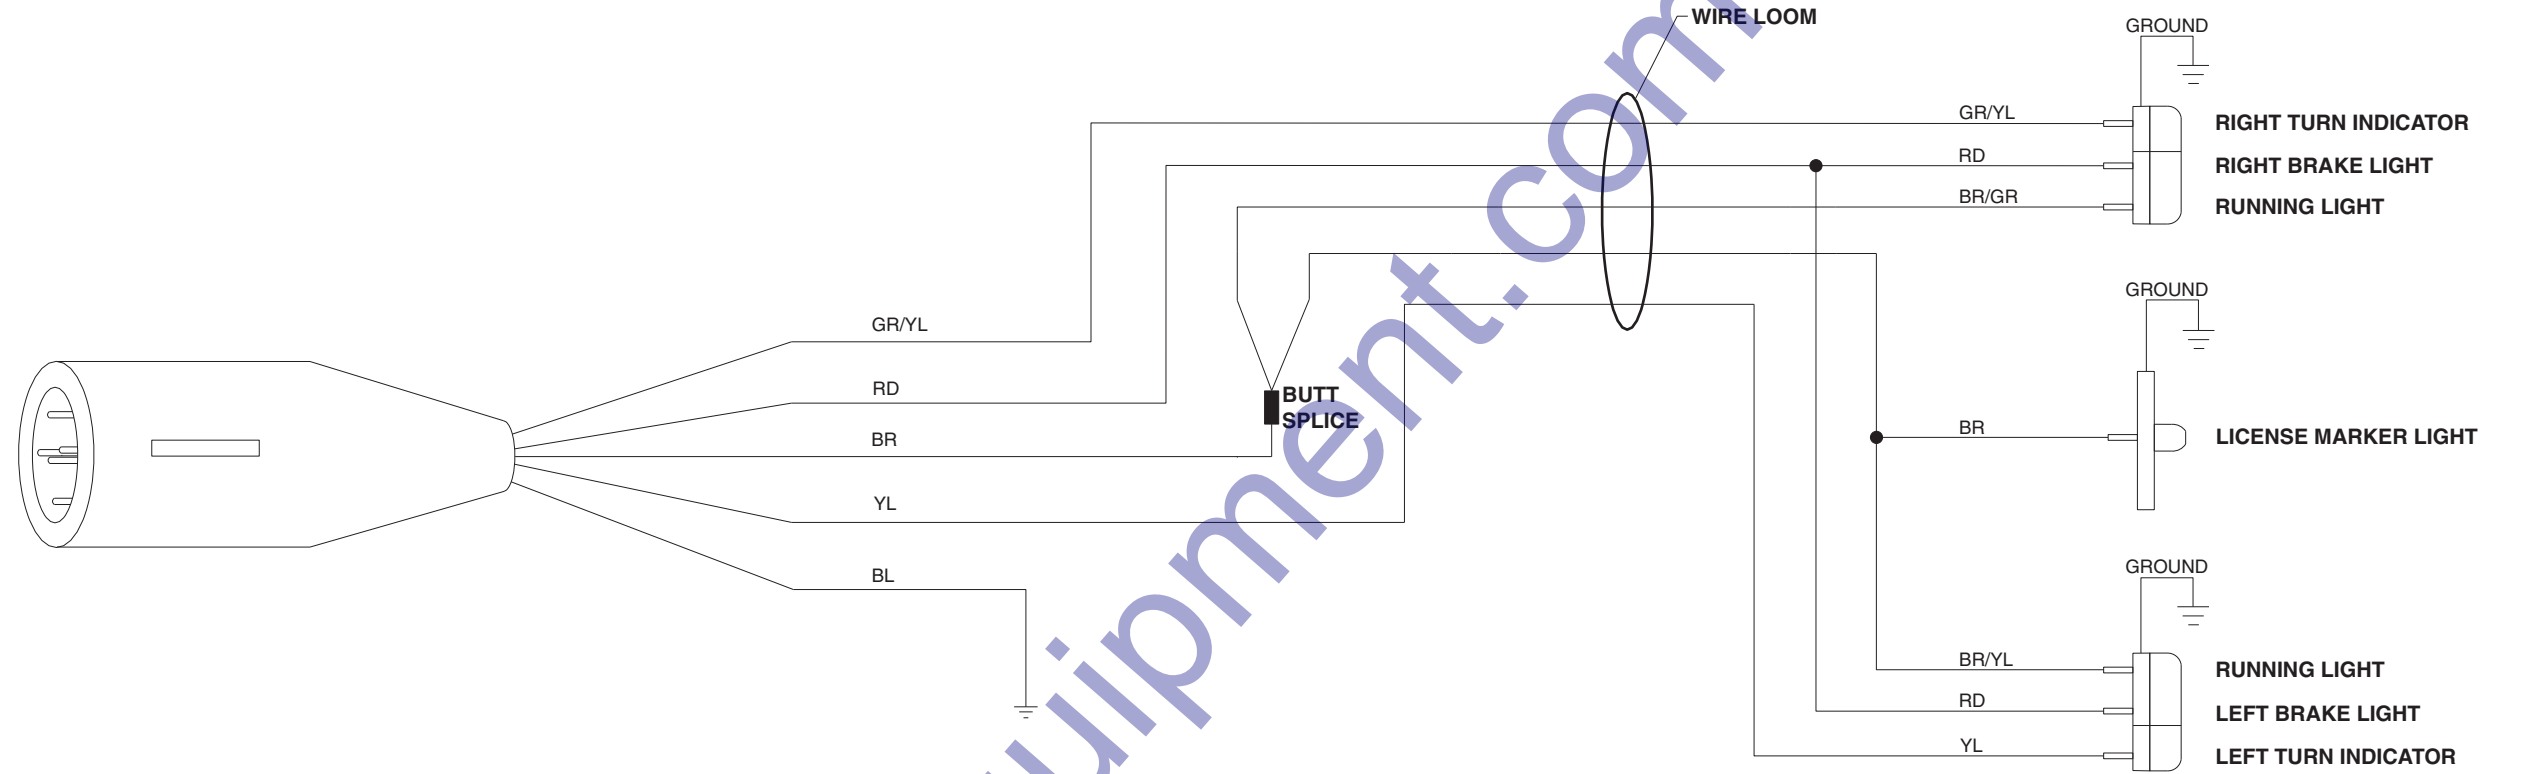 WIRE LOOM
GROUND
GR/YL
RIGHT TURN INDICATOR
RD
RIGHT BRAKE LIGHT
BR/GR
RUNNING LIGHT
GROUND
GR/YL
RD
BUTT
SPLICE
BR
BR
LICENSE MARKER LIGHT
YL
GROUND
BL
BR/YL
RUNNING LIGHT
RD
LEFT BRAKE LIGHT
YL
LEFT TURN INDICATOR
uipment.com